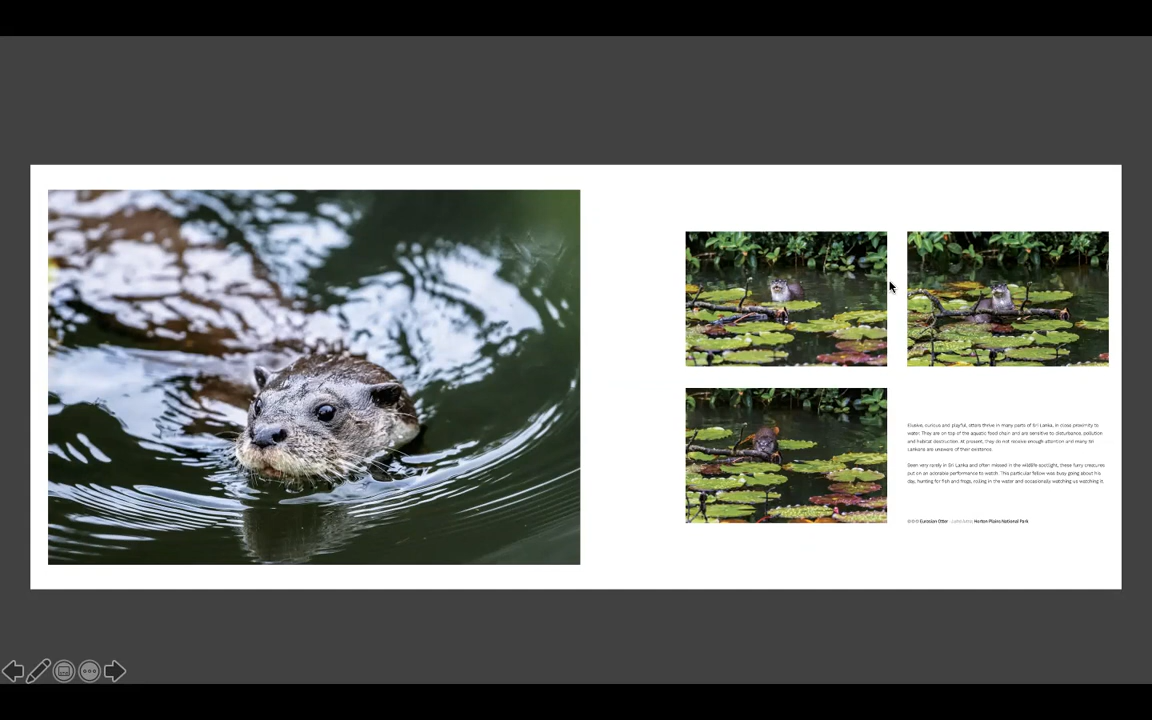 Elusive, curious and playful, otters thrive in many parts of Sri Lanka, in close proximity to
water. They are on top of the aquatic food chain and are sensitive to disturbance, pollution
and habitat destruction. At present, they do not receive enough attention and many Sri
Lankans are unaware of their existence.
Seen very rarely in Sri Lanka and often missed in the wildlife spotlight, these furry creatures
put on an adorable performance to watch. This particular fellow was busy going about his
day, hunting for fish and frogs, rolling in the water and occasionally watching us watching it.
Eurasian Otter - Lutra lutra, Horton Plains National Park